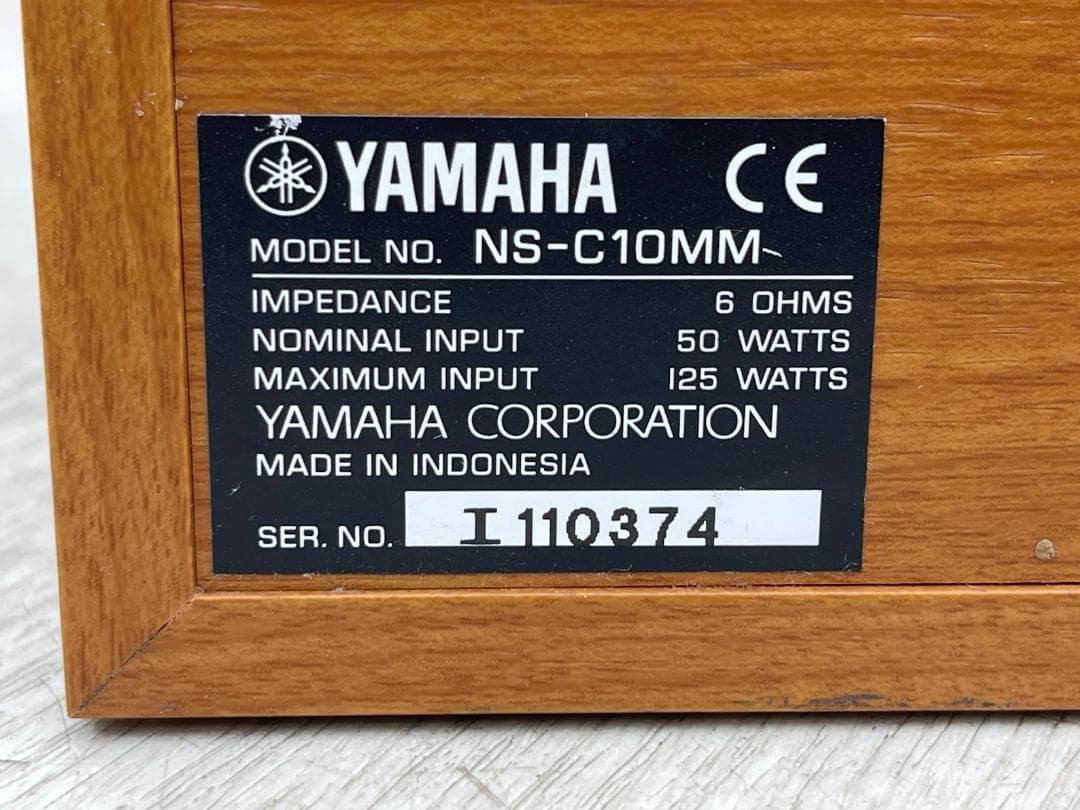 YAMAHA CE
MODEL NO. NS-C10MM
IMPEDANCE 6 OHMS
NOMINAL INPUT 50 WATTS
MAXIMUM INPUT 125 WATTS
YAMAHA CORPORATION
MADE IN INDONESIA
SER. NO. I 110374